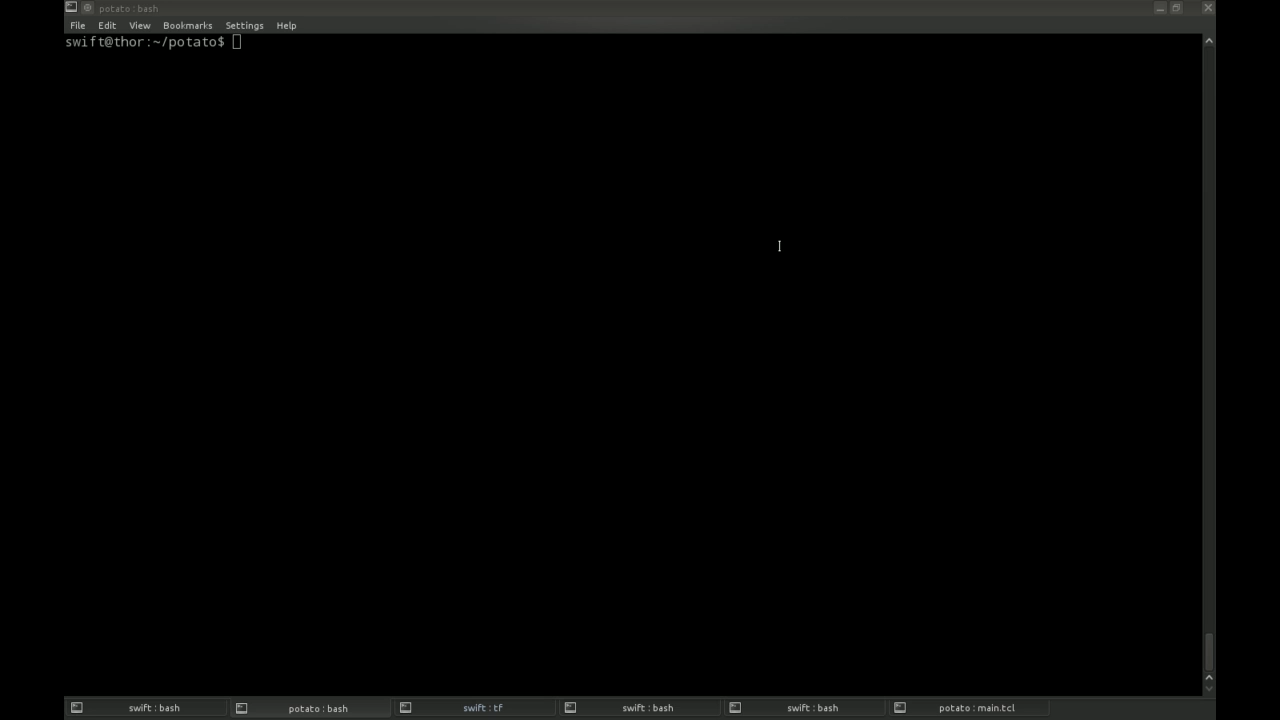 potato : bash
File Edit View Bookmarks Settings Help
swift@thor:~/potato$
swift : bash potato : bash swift : tf swift : bash swift : bash potato : main.tcl